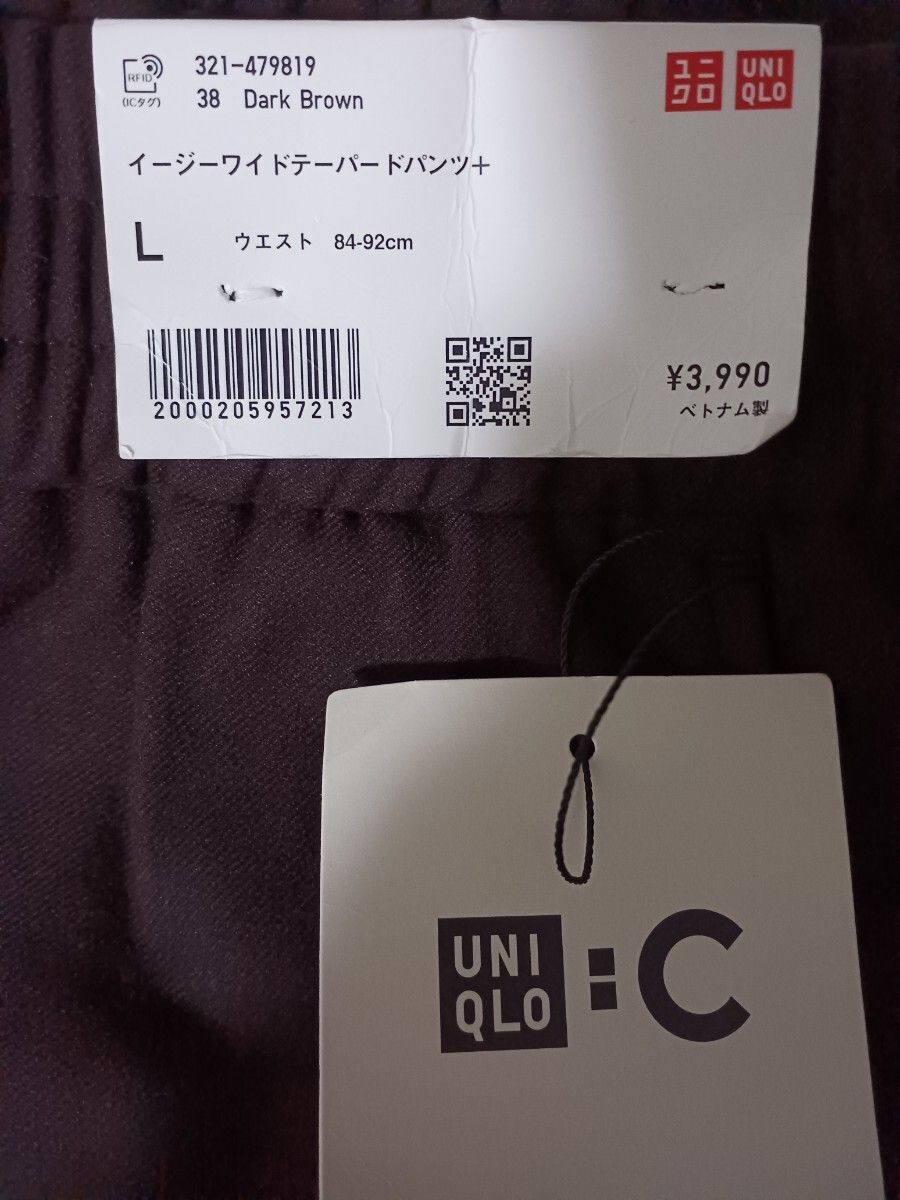 RFID
(ICタグ)
321-479819
38 Dark Brown
ユニ
クロ
UNI
QLO
イージーワイドテーパードパンツ+
L ウエスト 84-92cm
2000205957213
¥3,990
ベトナム製
UNI
QLO
:C